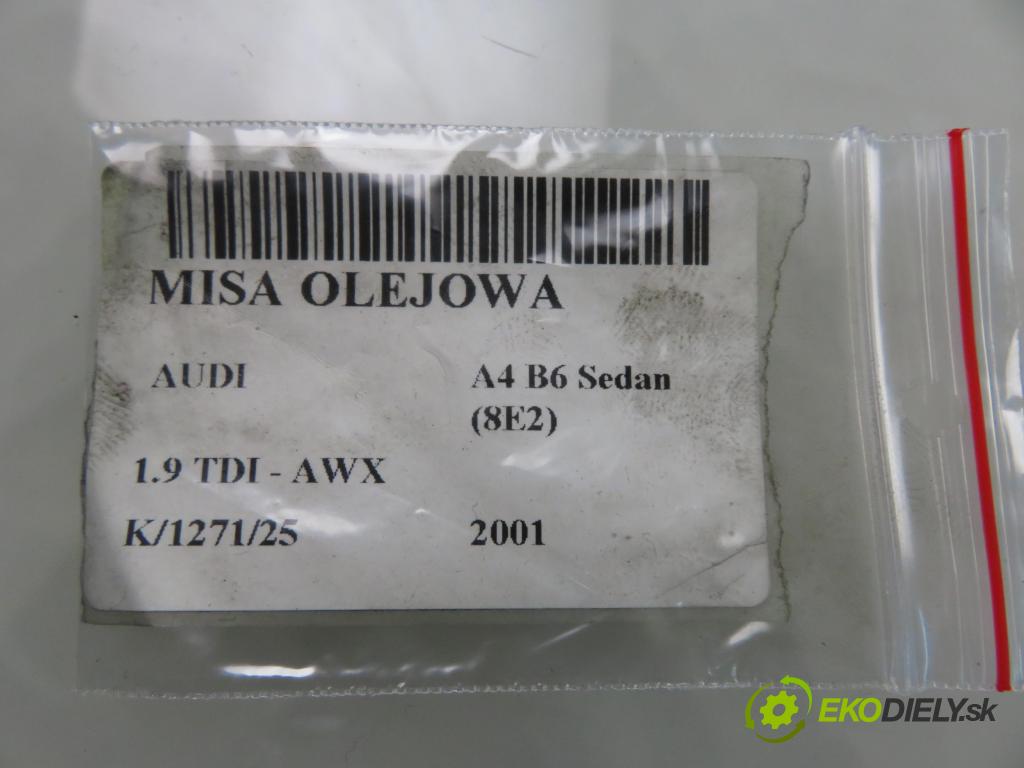 MISA OLEJOWA
AUDI
A4 B6 Sedan
(8E2)
1.9 TDI - AWX
K/1271/25
2001
EKODIELY.sk